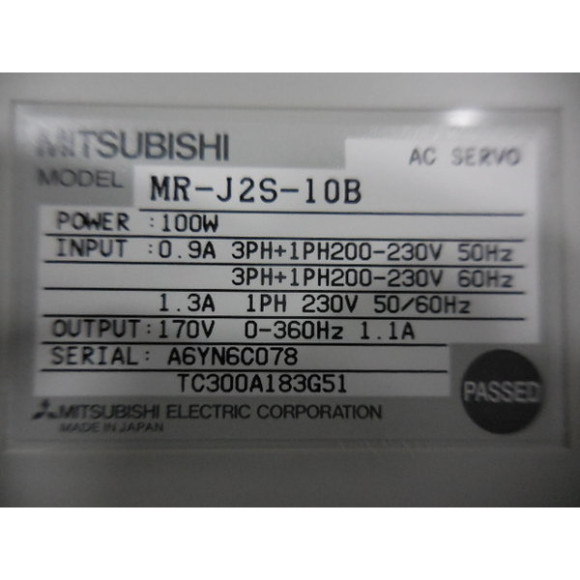 MITSUBISHI
AC SERVO
MODEL MR-J2S-10B
POWER :100W
INPUT :0.9A 3PH+1PH200-230V 50Hz
3PH+1PH200-230V 60Hz
1.3A 1PH 230V 50/60Hz
OUTPUT:170V 0-360Hz 1.1A
SERIAL: A6YN6C078
TC300A183G51
PASSED
MITSUBISHI ELECTRIC CORPORATION
MADE IN JAPAN